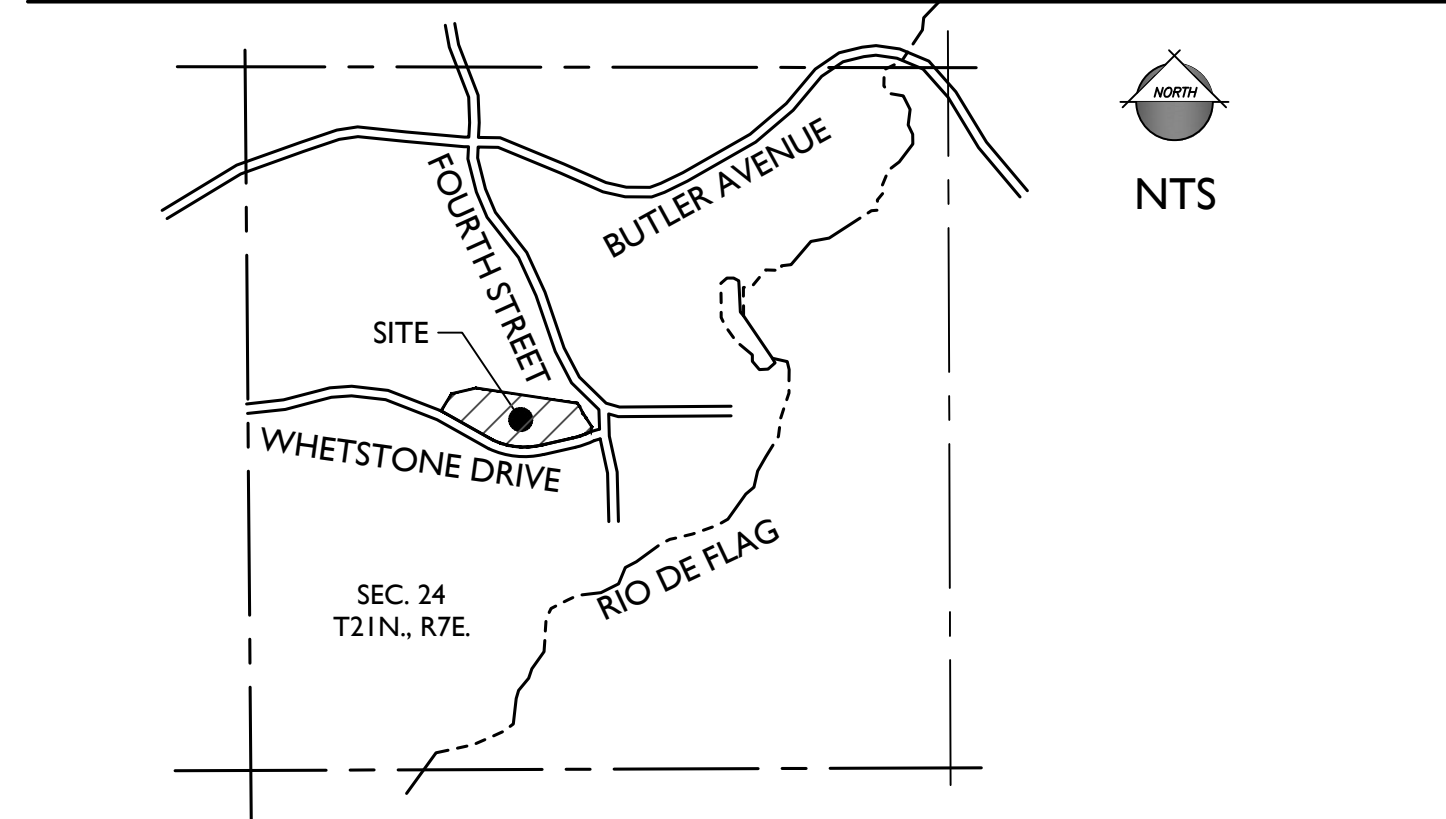 NORTH
NTS
BUTLER AVENUE
FOURTH STREET
SITE
WHETSTONE DRIVE
RIO DE FLAG
SEC. 24
T21N., R7E.